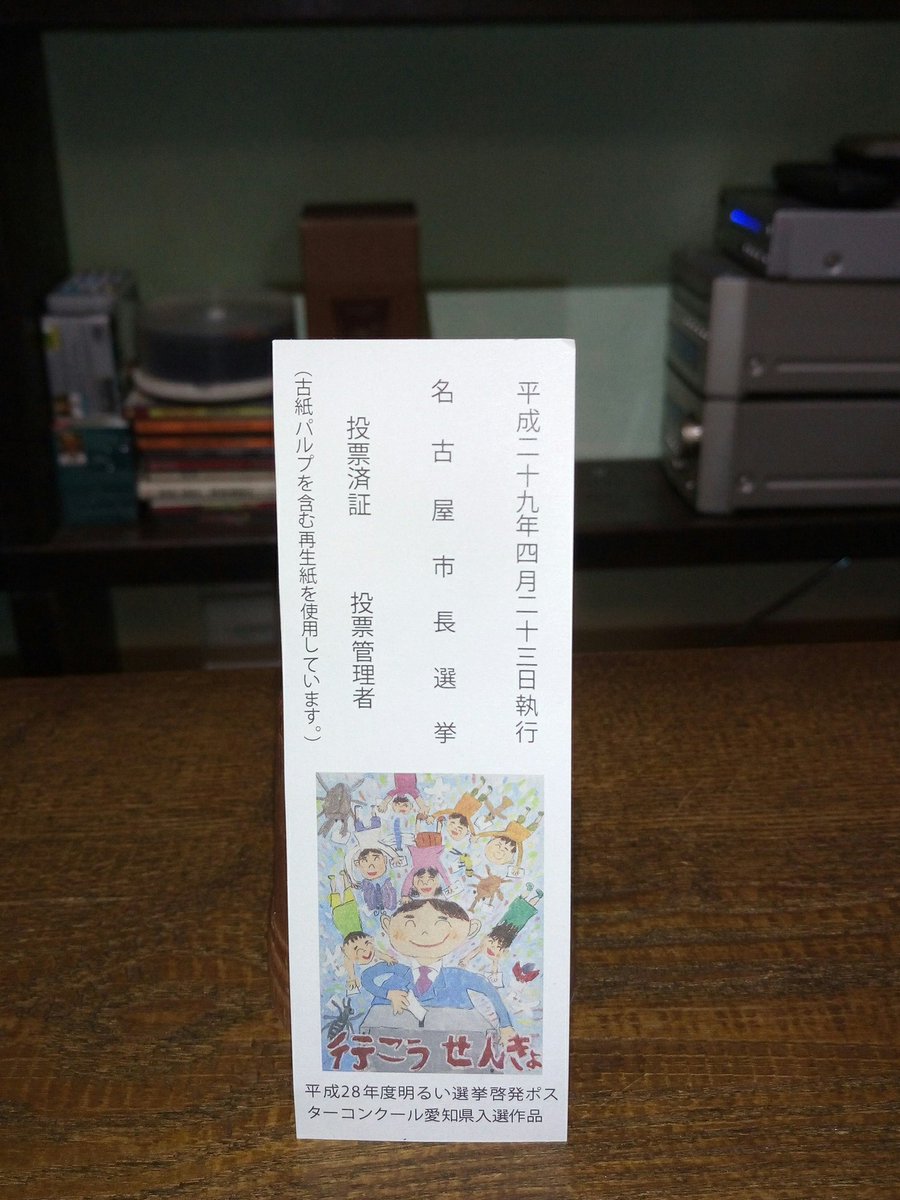 平成二十九年四月二十三日執行
名古屋市長選挙
投票済証　投票管理者
（古紙パルプを含む再生紙を使用しています。）
行こう せんきょ
平成28年度明るい選挙啓発ポス
ターコンクール愛知県入選作品